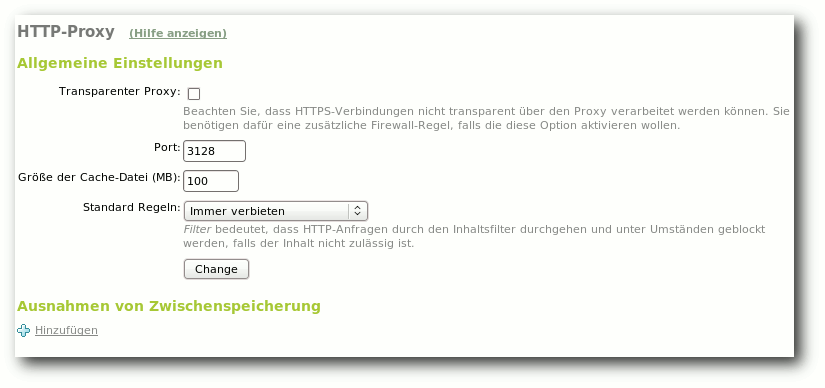 HTTP-Proxy (Hilfe anzeigen)
Allgemeine Einstellungen
Transparenter Proxy:
Beachten Sie, dass HTTPS-Verbindungen nicht transparent über den Proxy verarbeitet werden können. Sie
benötigen dafür eine zusätzliche Firewall-Regel, falls die diese Option aktivieren wollen.
Port: 3128
Größe der Cache-Datei (MB): 100
Standard Regeln: Immer verbieten
Filter bedeutet, dass HTTP-Anfragen durch den Inhaltsfilter durchgehen und unter Umständen geblockt
werden, falls der Inhalt nicht zulässig ist.
Change
Ausnahmen von Zwischenspeicherung
Hinzufügen